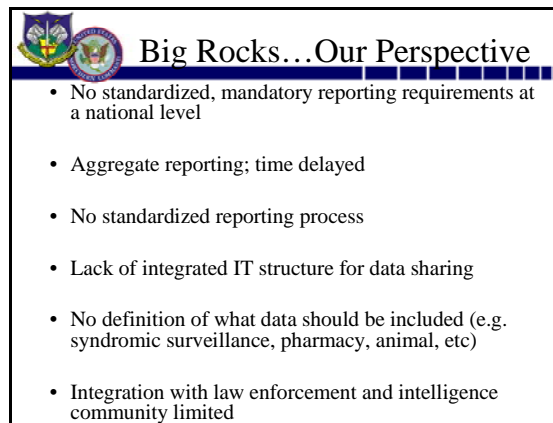 Big Rocks…Our Perspective
• No standardized, mandatory reporting requirements at
a national level
• Aggregate reporting; time delayed
• No standardized reporting process
• Lack of integrated IT structure for data sharing
• No definition of what data should be included (e.g.
syndromic surveillance, pharmacy, animal, etc)
• Integration with law enforcement and intelligence
community limited